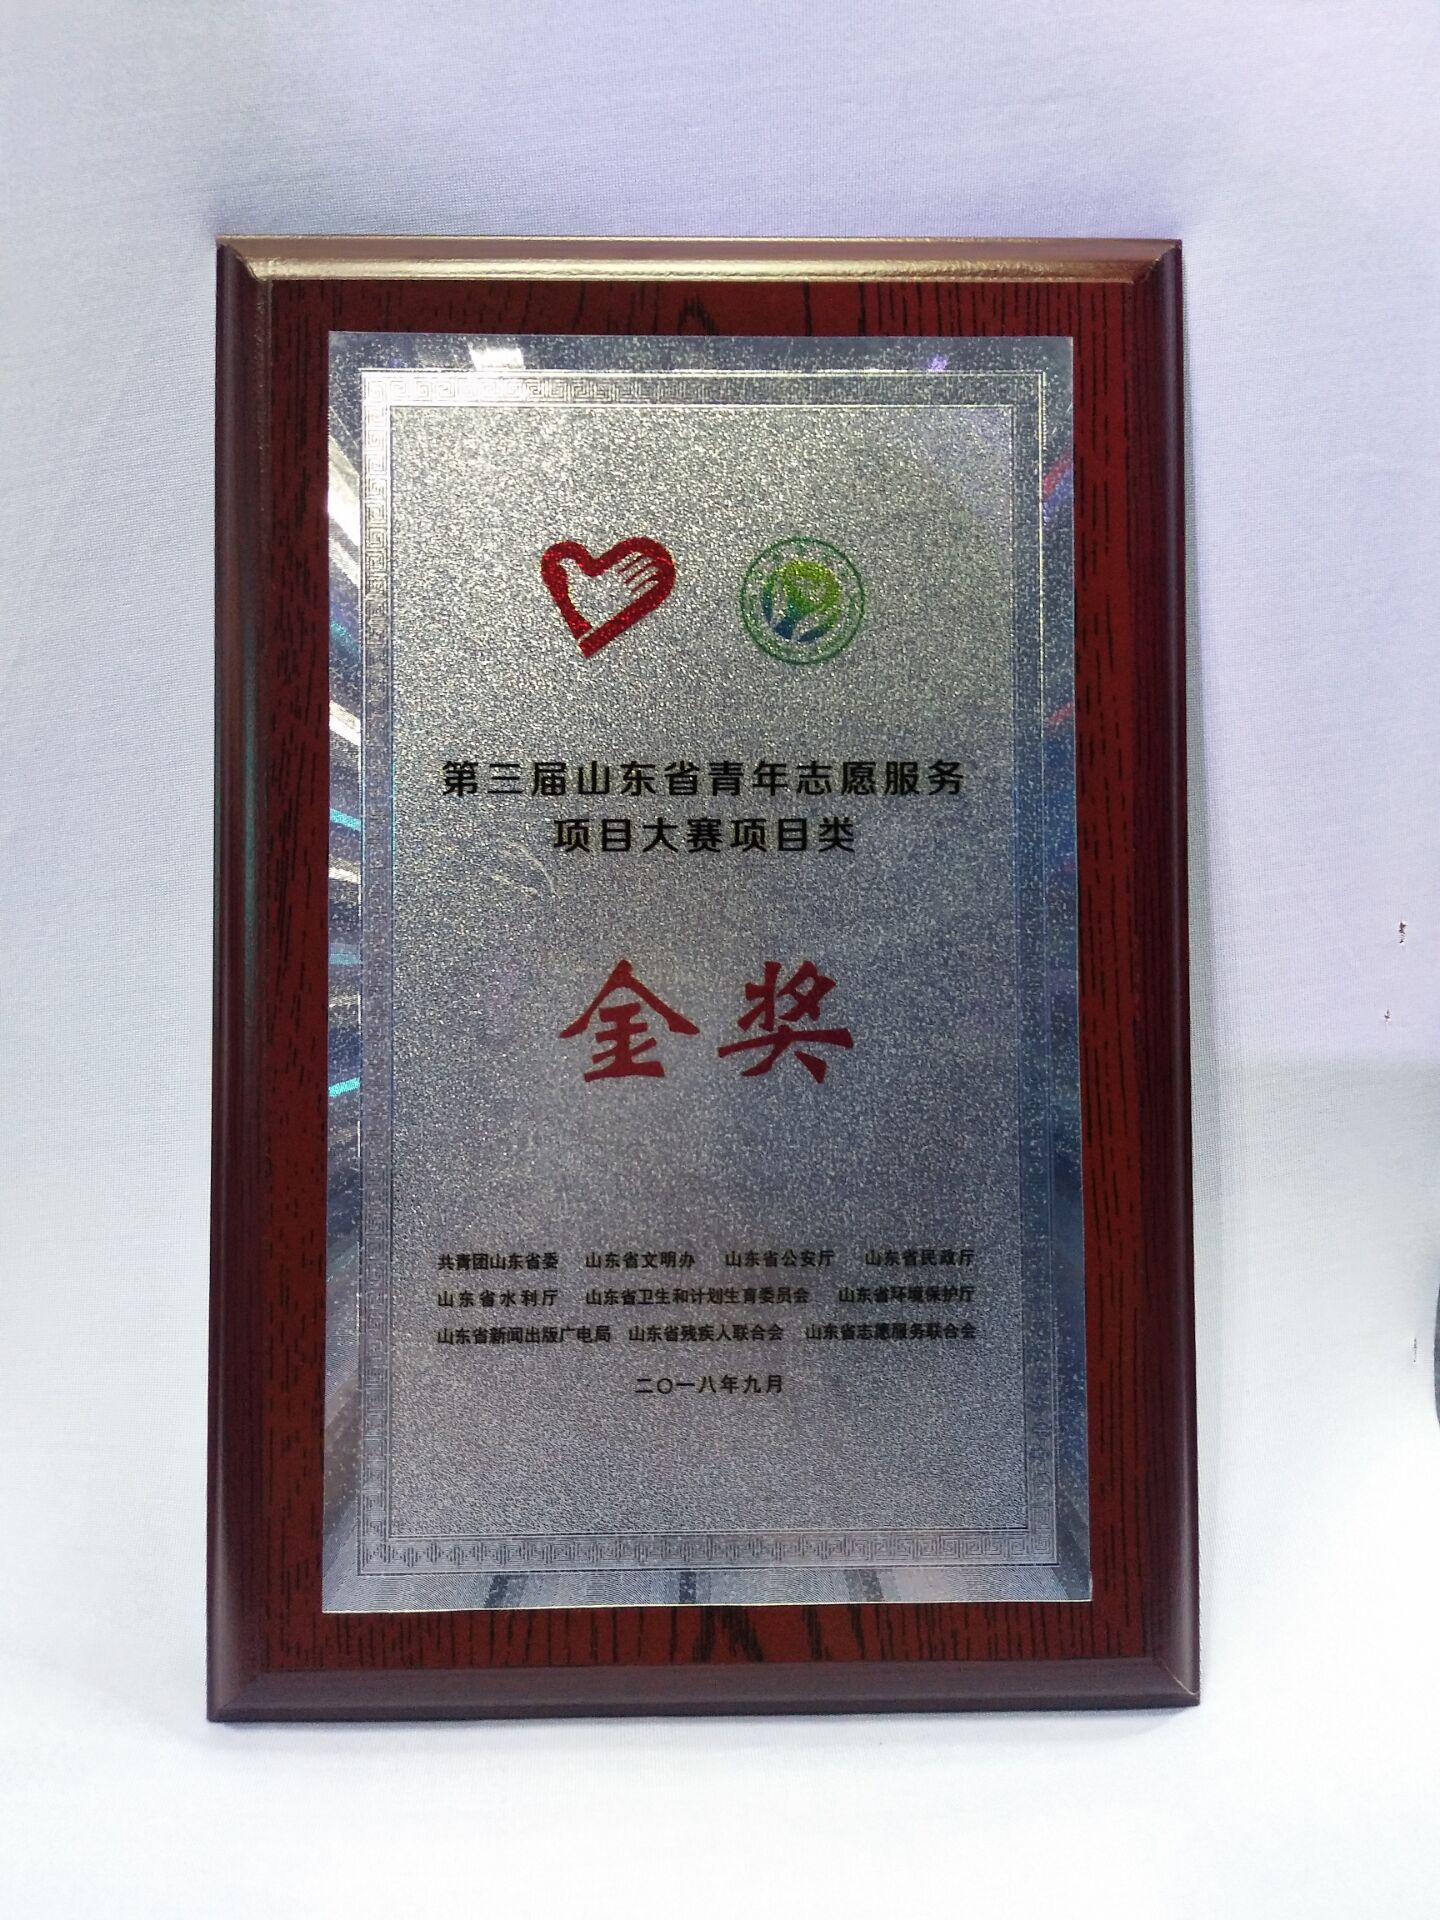 第三届山东省青年志愿服务
项目大赛项目类
金奖
共青团山东省委 山东省文明办 山东省公安厅 山东省民政厅
山东省水利厅 山东省卫生和计划生育委员会 山东省环境保护厅
山东省新闻出版广电局 山东省残疾人联合会 山东省志愿服务联合会
二〇一八年九月